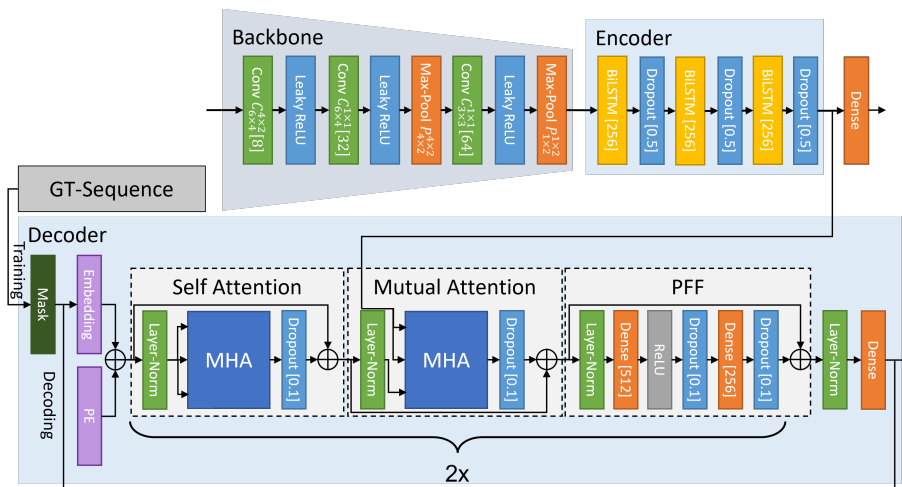 Backbone
Encoder
Conv C^{4×2}_{6×4}[8]
Leaky ReLU
Conv C^{1×1}_{6×4}[32]
Leaky ReLU
Max-Pool P^{4×2}_{4×2}
Conv C^{1×1}_{3×3}[64]
Leaky ReLU
Max-Pool P^{1×2}_{1×2}
BiLSTM [256]
Dropout [0.5]
BiLSTM [256]
Dropout [0.5]
BiLSTM [256]
Dropout [0.5]
Dense
GT-Sequence
Decoder
Training
Mask
Embedding
PE
Decoding
Self Attention
Layer-Norm
MHA
Dropout [0.1]
Mutual Attention
Layer-Norm
MHA
Dropout [0.1]
PFF
Layer-Norm
Dense [512]
ReLU
Dropout [0.1]
Dense [256]
Dropout [0.1]
Layer-Norm
Dense
2x